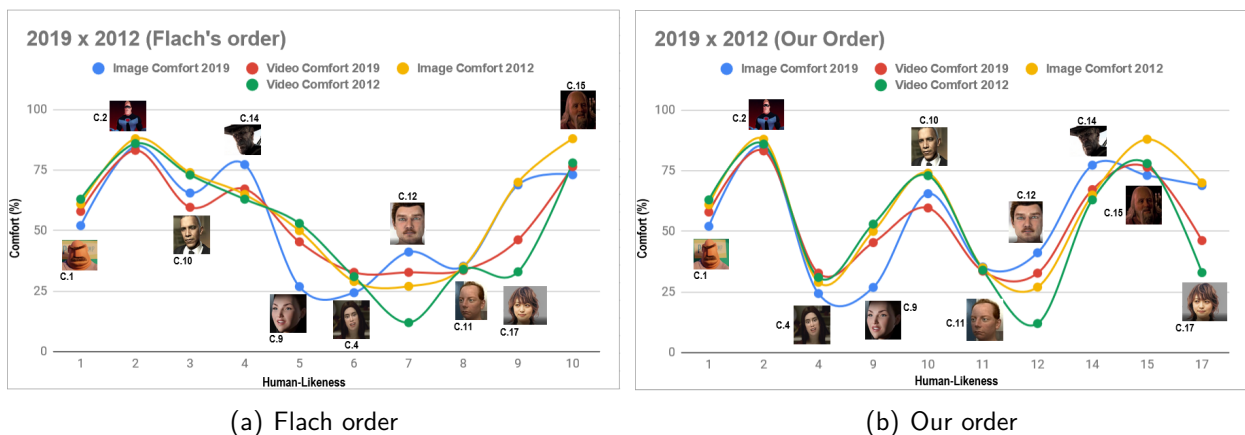 2019 x 2012 (Flach's order)
Image Comfort 2019
Video Comfort 2019
Image Comfort 2012
Video Comfort 2012
Comfort (%)
100
75
50
25
0
C.1
C.2
C.10
C.14
C.9
C.4
C.12
C.11
C.17
C.15
1 2 3 4 5 6 7 8 9 10
Human-Likeness
(a) Flach order
2019 x 2012 (Our Order)
Image Comfort 2019
Video Comfort 2019
Image Comfort 2012
Video Comfort 2012
Comfort (%)
100
75
50
25
0
C.1
C.2
C.4
C.9
C.10
C.11
C.12
C.14
C.15
C.17
1 2 4 9 10 11 12 14 15 17
Human-Likeness
(b) Our order